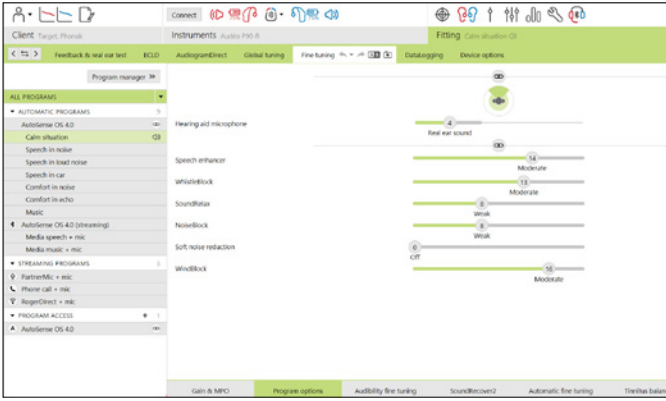 Connect
Client Target, Phonak
Instruments Audéo P90-R
Fitting Calm situation
Feedback & real ear test
BCLD
AudiogramDirect
Global tuning
Fine tuning
DataLogging
Device options
Program manager
ALL PROGRAMS
AUTOMATIC PROGRAMS 9
AutoSense OS 4.0
Calm situation
Speech in noise
Speech in loud noise
Speech in car
Comfort in noise
Comfort in echo
Music
AutoSense OS 4.0 (streaming)
Media speech + mic
Media music + mic
STREAMING PROGRAMS
PartnerMic + mic
Phone call + mic
RogerDirect + mic
PROGRAM ACCESS + 1
A AutoSense OS 4.0
Hearing aid microphone
4
Real ear sound
Speech enhancer
14
Moderate
WhistleBlock
13
Moderate
SoundRelax
8
Weak
NoiseBlock
8
Weak
Soft noise reduction
0
Off
WindBlock
16
Moderate
Gain & MPO
Program options
Audibility fine tuning
SoundRecover2
Automatic fine tuning
Tinnitus balan